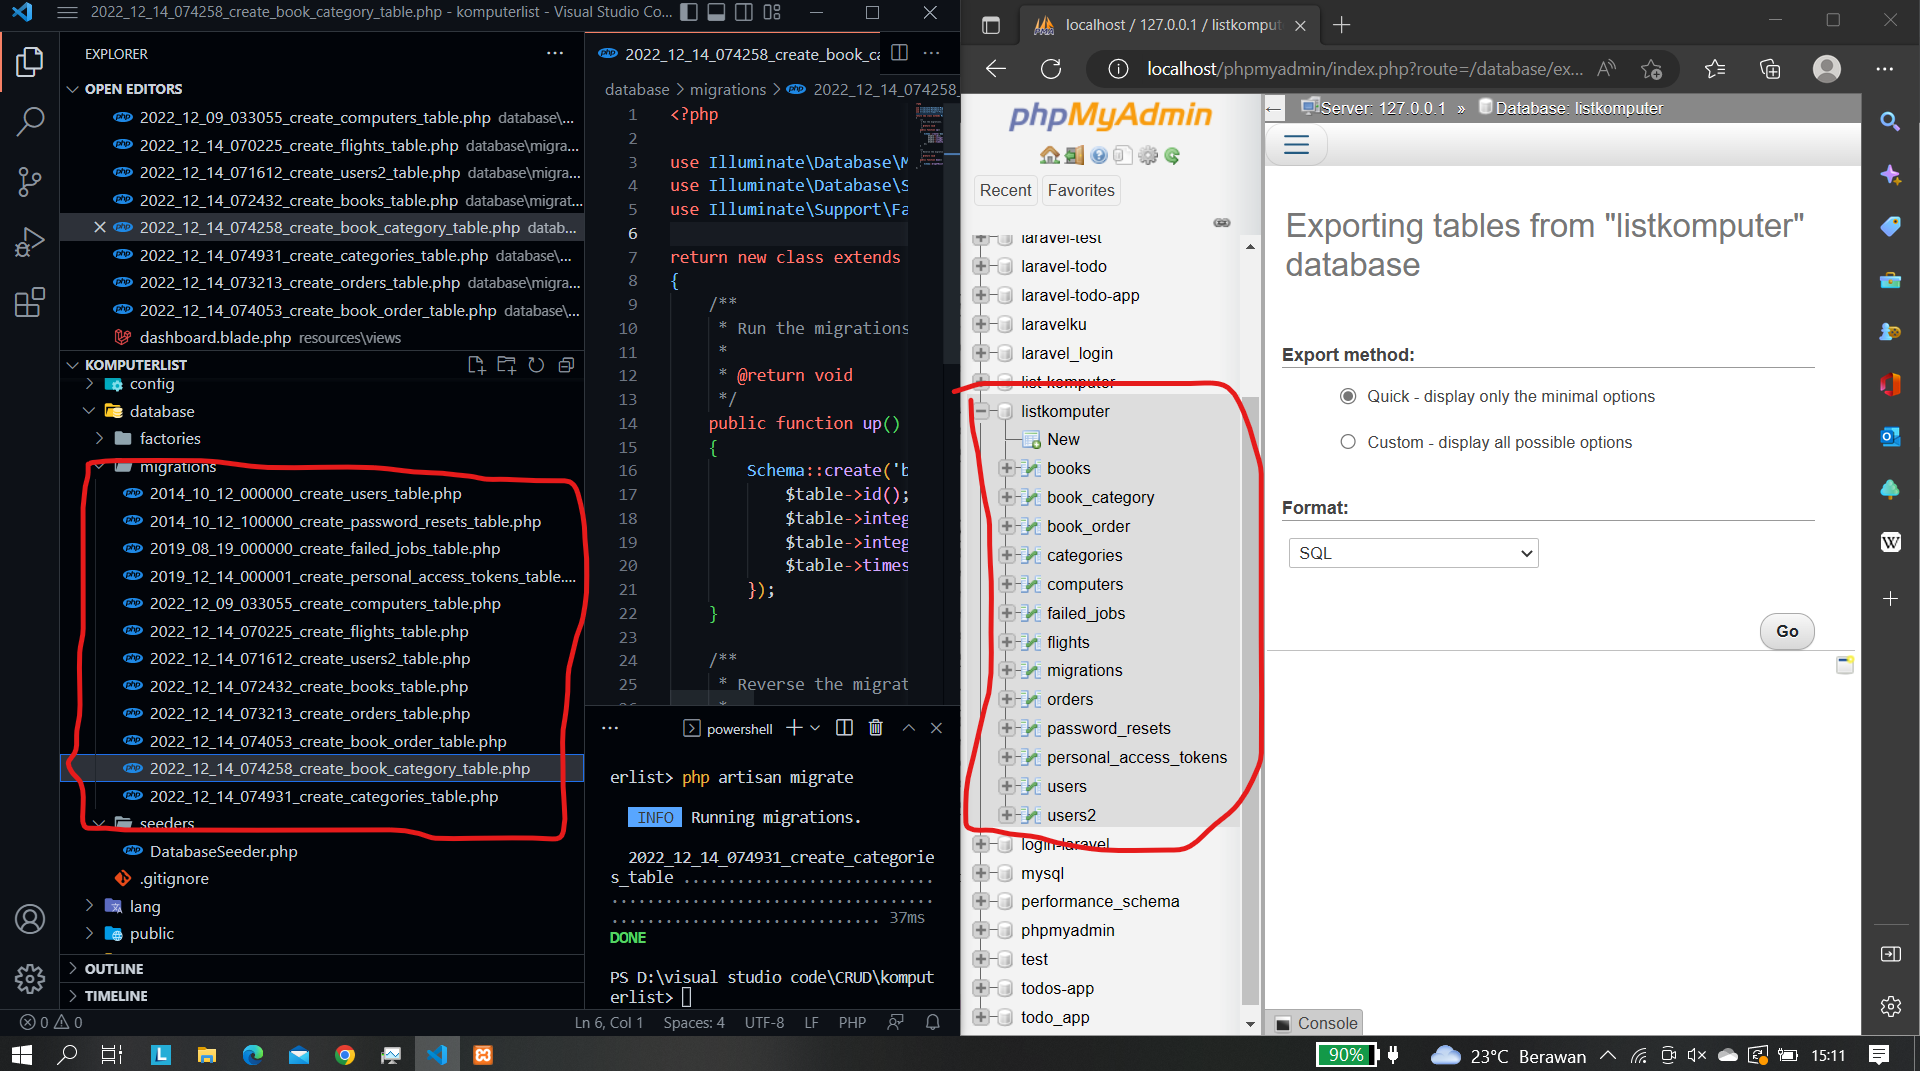 2022_12_14_074258_create_book_category_table.php - komputerlist - Visual Studio Co...
EXPLORER
OPEN EDITORS
2022_12_09_033055_create_computers_table.php database\...
2022_12_14_070225_create_flights_table.php database\migra...
2022_12_14_071612_create_users2_table.php database\migra...
2022_12_14_072432_create_books_table.php database\migrat...
2022_12_14_074258_create_book_category_table.php datab...
2022_12_14_074931_create_categories_table.php database\...
2022_12_14_073213_create_orders_table.php database\migra...
2022_12_14_074053_create_book_order_table.php database\...
dashboard.blade.php resources\views
KOMPUTERLIST
config
database
factories
migrations
2014_10_12_000000_create_users_table.php
2014_10_12_100000_create_password_resets_table.php
2019_08_19_000000_create_failed_jobs_table.php
2019_12_14_000001_create_personal_access_tokens_table....
2022_12_09_033055_create_computers_table.php
2022_12_14_070225_create_flights_table.php
2022_12_14_071612_create_users2_table.php
2022_12_14_072432_create_books_table.php
2022_12_14_073213_create_orders_table.php
2022_12_14_074053_create_book_order_table.php
2022_12_14_074258_create_book_category_table.php
2022_12_14_074931_create_categories_table.php
seeders
DatabaseSeeder.php
.gitignore
lang
public
OUTLINE
TIMELINE
2022_12_14_074258_create_book_ca
database > migrations > 2022_12_14_074258
1 <?php
2
3 use Illuminate\Database\M
4 use Illuminate\Database\S
5 use Illuminate\Support\Fa
6
7 return new class extends
8 {
9 /**
10 * Run the migrations
11 *
12 * @return void
13 */
14 public function up()
15 {
16 Schema::create('b
17 $table->id();
18 $table->integ
19 $table->integ
20 $table->times
21 });
22 }
23
24 /**
25 * Reverse the migrat
powershell
erlist> php artisan migrate
INFO Running migrations.
2022_12_14_074931_create_categorie
s_table ..........................
..................................
............................ 37ms
DONE
PS D:\visual studio code\CRUD\komput
erlist>
0 0
Ln 6, Col 1 Spaces: 4 UTF-8 LF PHP
localhost / 127.0.0.1 / listkompute
localhost/phpmyadmin/index.php?route=/database/ex...
phpMyAdmin
Recent Favorites
laravel-test
laravel-todo
laravel-todo-app
laravelku
laravel_login
list-komputer
listkomputer
New
books
book_category
book_order
categories
computers
failed_jobs
flights
migrations
orders
password_resets
personal_access_tokens
users
users2
login-laravel
mysql
performance_schema
phpmyadmin
test
todos-app
todo_app
Server: 127.0.0.1 » Database: listkomputer
Exporting tables from "listkomputer"
database
Export method:
Quick - display only the minimal options
Custom - display all possible options
Format:
SQL
Go
Console
90% 23°C Berawan 15:11